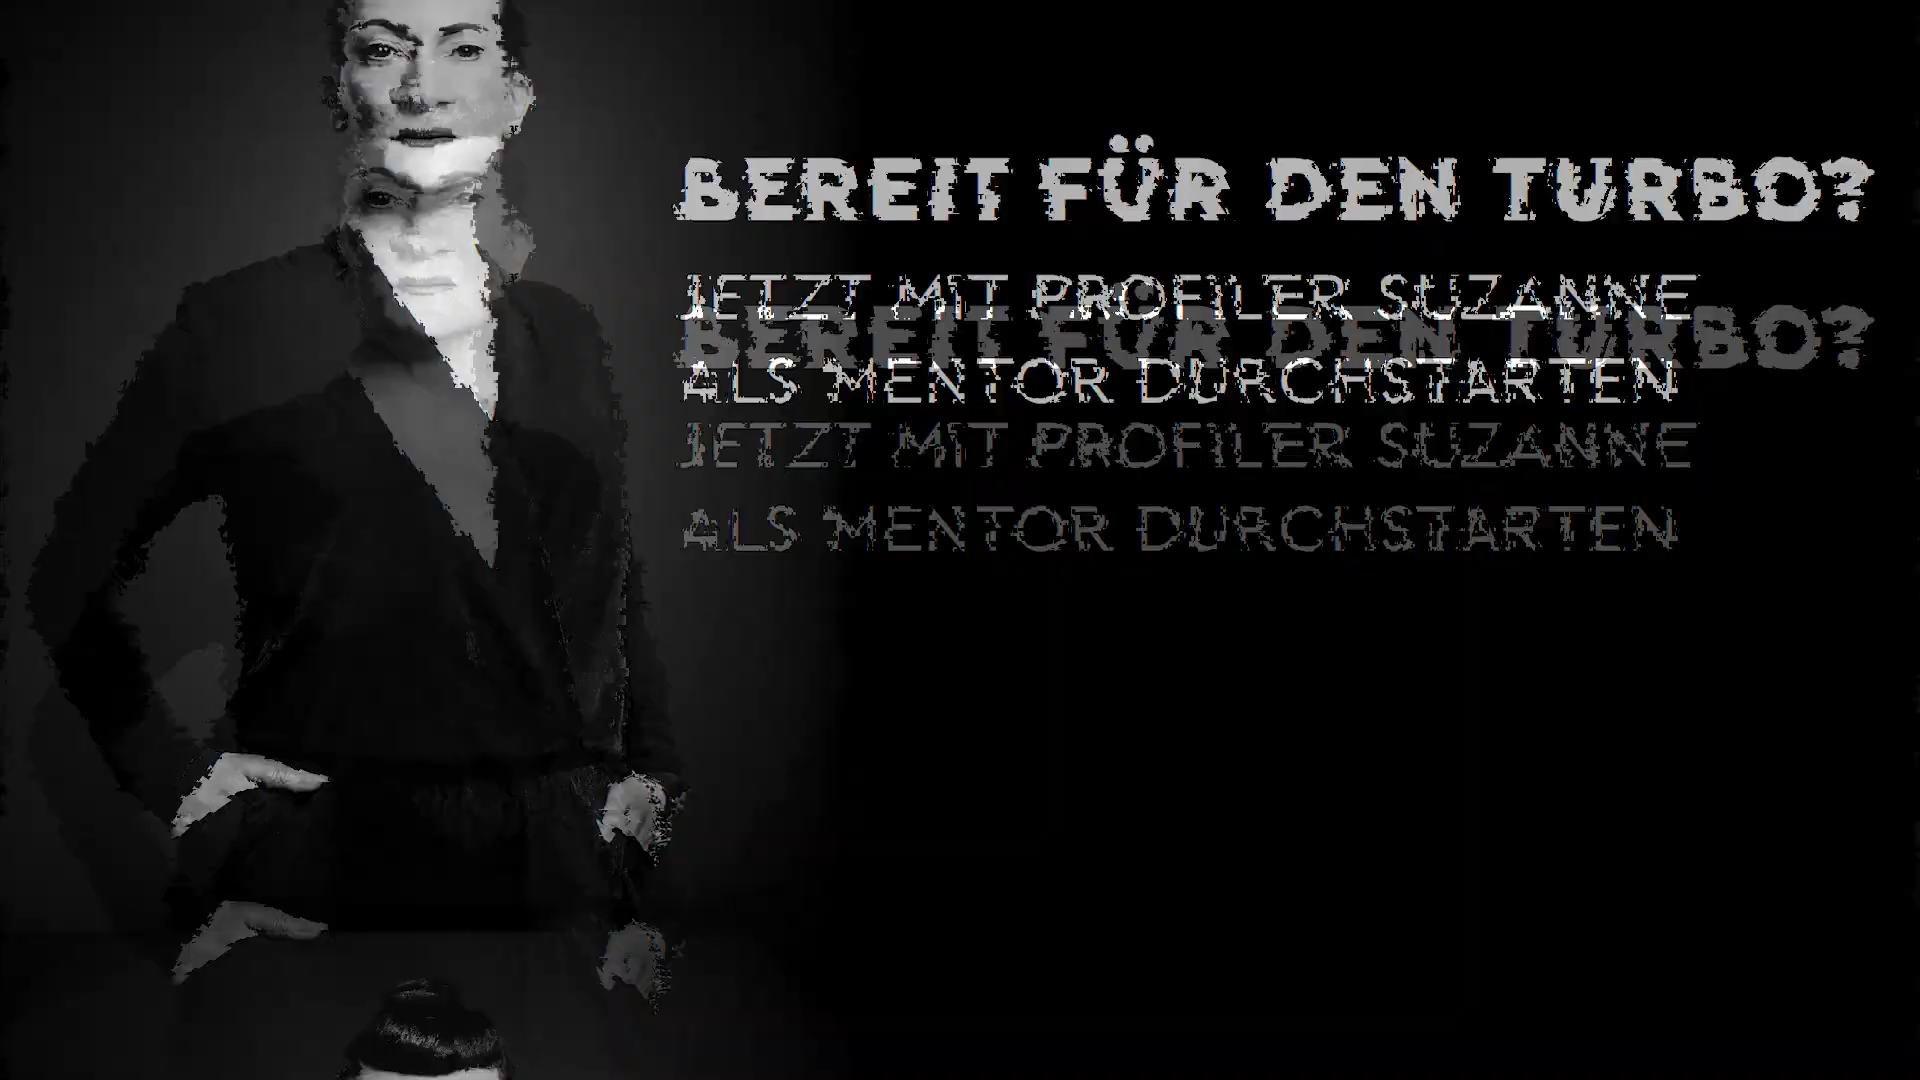 BEREIT FÜR DEN TURBO?
JETZT MIT PROFILER SUZANNE
BEREIT FÜR DEN TURBO?
ALS MENTOR DURCHSTARTEN
JETZT MIT PROFILER SUZANNE
ALS MENTOR DURCHSTARTEN